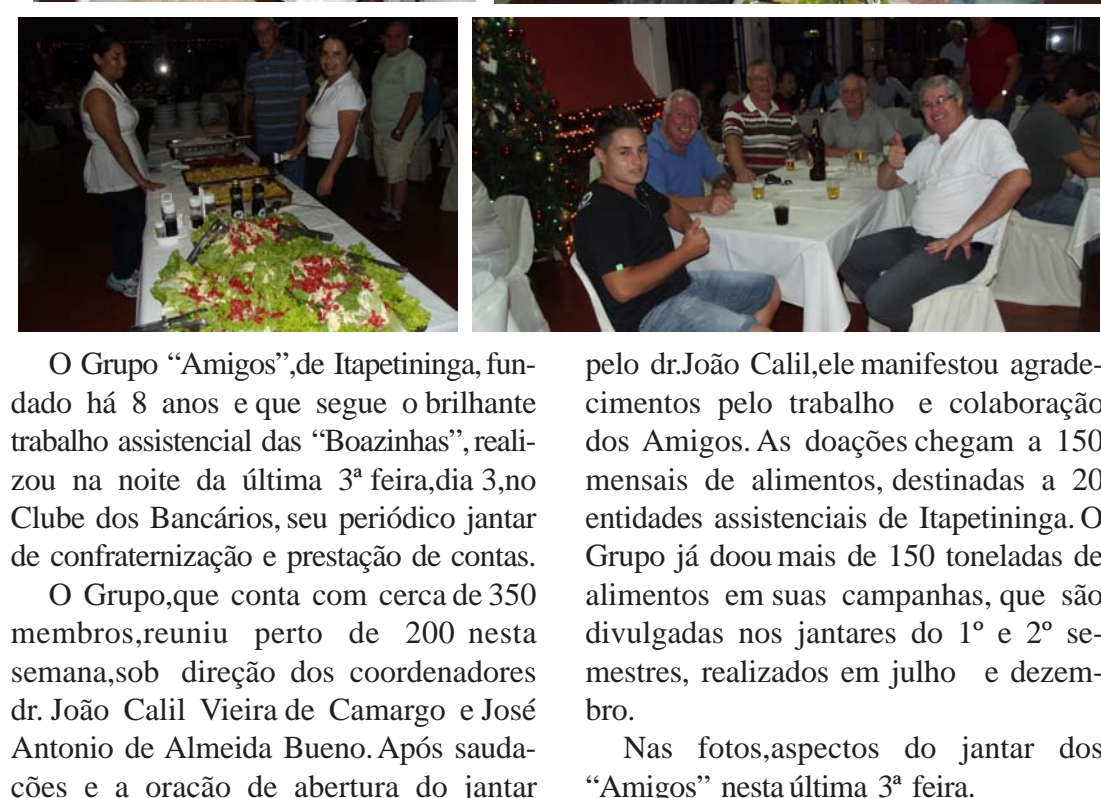 O Grupo “Amigos”,de Itapetininga, fun-
dado há 8 anos e que segue o brilhante
trabalho assistencial das “Boazinhas”, reali-
zou na noite da última 3ª feira,dia 3,no
Clube dos Bancários, seu periódico jantar
de confraternização e prestação de contas.
O Grupo,que conta com cerca de 350
membros,reuniu perto de 200 nesta
semana,sob direção dos coordenadores
dr. João Calil Vieira de Camargo e José
Antonio de Almeida Bueno. Após sauda-
ções e a oração de abertura do jantar
pelo dr.João Calil,ele manifestou agrade-
cimentos pelo trabalho e colaboração
dos Amigos. As doações chegam a 150
mensais de alimentos, destinadas a 20
entidades assistenciais de Itapetininga. O
Grupo já doou mais de 150 toneladas de
alimentos em suas campanhas, que são
divulgadas nos jantares do 1º e 2º se-
mestres, realizados em julho e dezem-
bro.
Nas fotos,aspectos do jantar dos
“Amigos” nesta última 3ª feira.